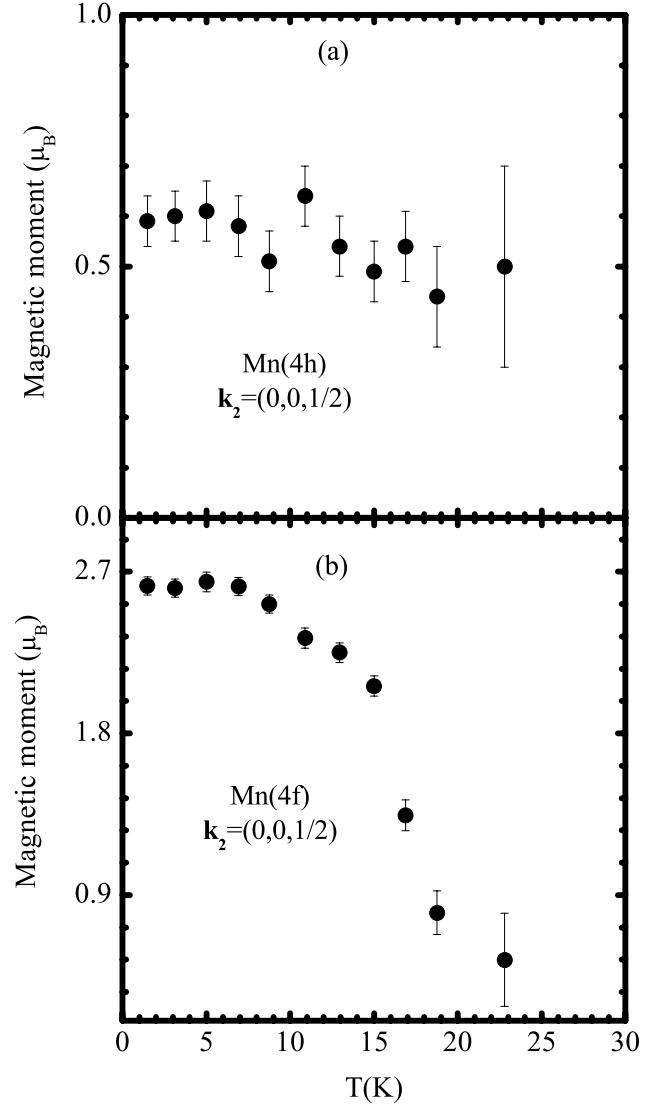 1.0
(a)
Magnetic moment (μB)
0.5
Mn(4h)
k2=(0,0,1/2)
0.0
(b)
2.7
Magnetic moment (μB)
1.8
Mn(4f)
k2=(0,0,1/2)
0.9
0 5 10 15 20 25 30
T(K)